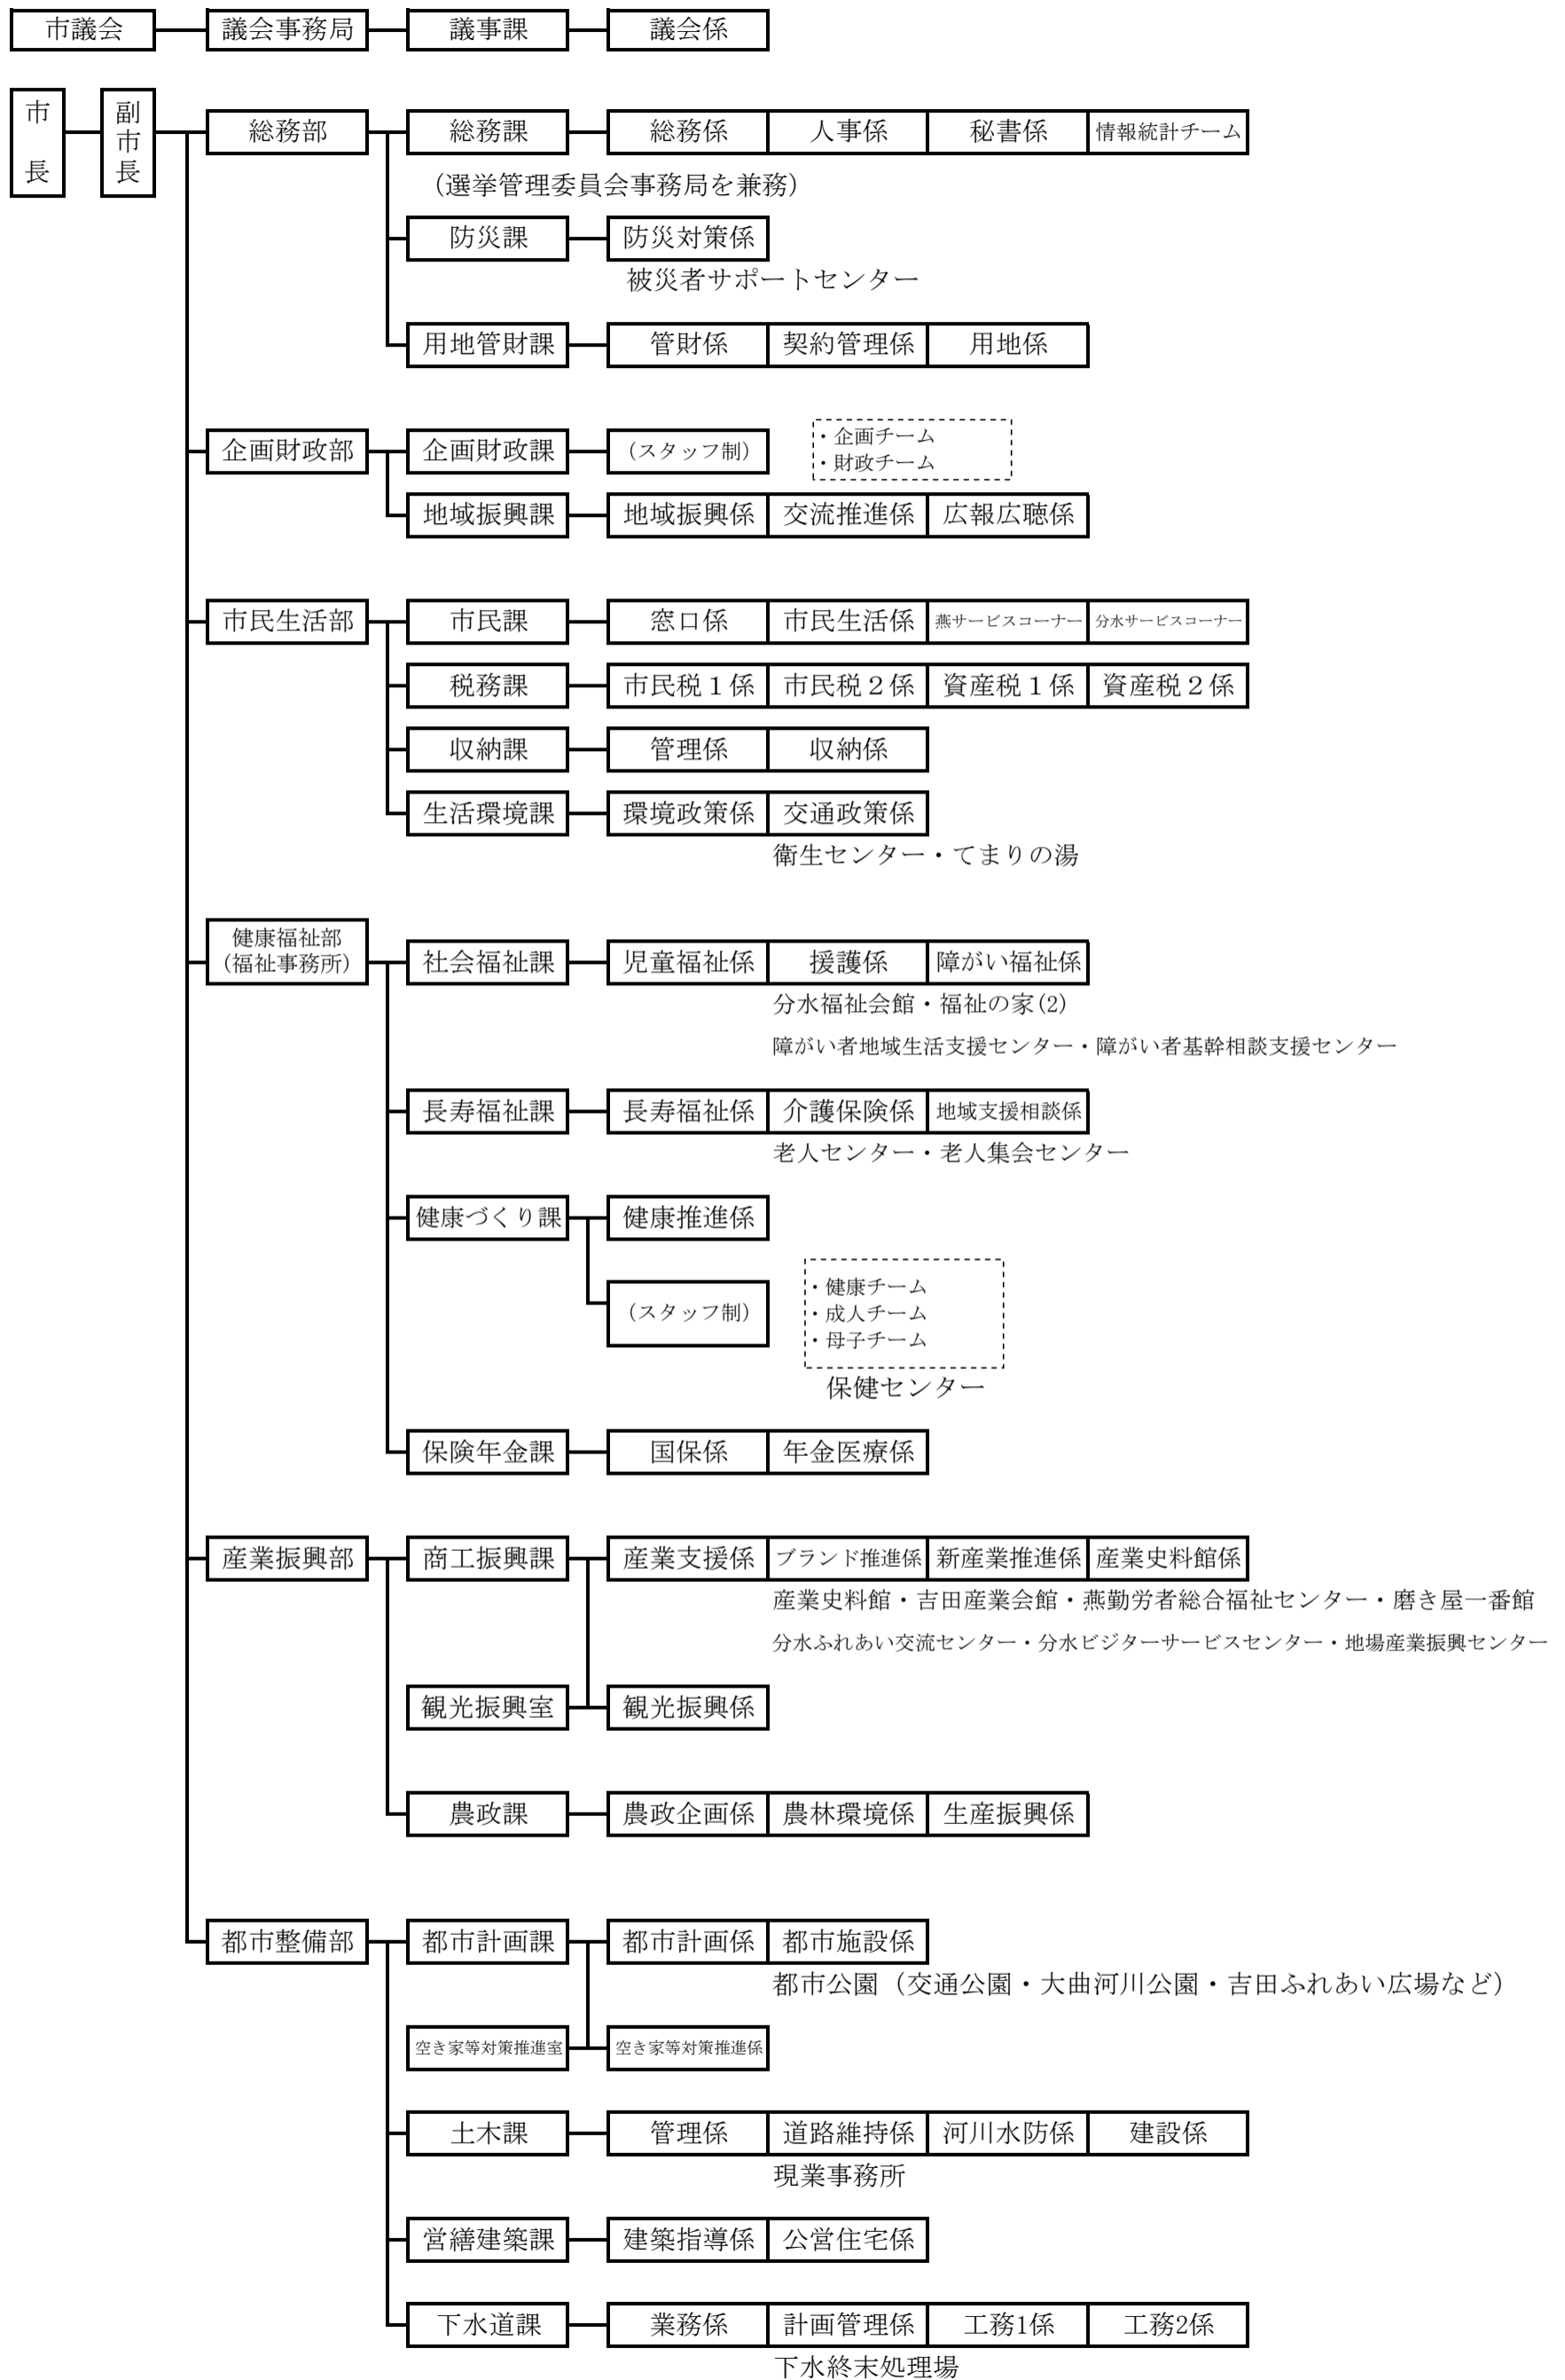 市議会 議会事務局 議事課 議会係
市長 副市長 総務部 総務課 総務係 人事係 秘書係 情報統計チーム
（選挙管理委員会事務局を兼務）
防災課 防災対策係
被災者サポートセンター
用地管財課 管財係 契約管理係 用地係
企画財政部 企画財政課 （スタッフ制） ・企画チーム
・財政チーム
地域振興課 地域振興係 交流推進係 広報広聴係
市民生活部 市民課 窓口係 市民生活係 燕サービスコーナー 分水サービスコーナー
税務課 市民税１係 市民税２係 資産税１係 資産税２係
収納課 管理係 収納係
生活環境課 環境政策係 交通政策係
衛生センター・てまりの湯
健康福祉部
（福祉事務所） 社会福祉課 児童福祉係 援護係 障がい福祉係
分水福祉会館・福祉の家(2)
障がい者地域生活支援センター・障がい者基幹相談支援センター
長寿福祉課 長寿福祉係 介護保険係 地域支援相談係
老人センター・老人集会センター
健康づくり課 健康推進係
（スタッフ制） ・健康チーム
・成人チーム
・母子チーム
保健センター
保険年金課 国保係 年金医療係
産業振興部 商工振興課 産業支援係 ブランド推進係 新産業推進係 産業史料館係
産業史料館・吉田産業会館・燕勤労者総合福祉センター・磨き屋一番館
分水ふれあい交流センター・分水ビジターサービスセンター・地場産業振興センター
観光振興室 観光振興係
農政課 農政企画係 農林環境係 生産振興係
都市整備部 都市計画課 都市計画係 都市施設係
都市公園（交通公園・大曲河川公園・吉田ふれあい広場など）
空き家等対策推進室 空き家等対策推進係
土木課 管理係 道路維持係 河川水防係 建設係
現業事務所
営繕建築課 建築指導係 公営住宅係
下水道課 業務係 計画管理係 工務1係 工務2係
下水終末処理場